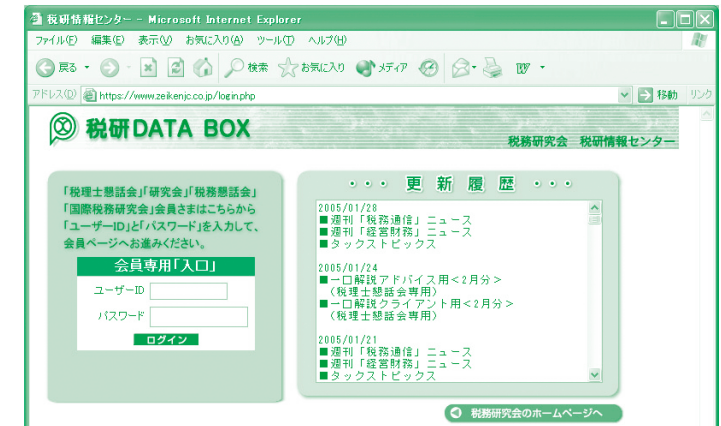 税研情報センター - Microsoft Internet Explorer
ファイル(F) 編集(E) 表示(V) お気に入り(A) ツール(T) ヘルプ(H)
戻る 検索 お気に入り メディア
アドレス(D) https://www.zeikenjc.co.jp/login.php 移動 リンク
税研DATA BOX
税務研究会 税研情報センター
「税理士懇話会」「研究会」「税務懇話会」
「国際税務研究会」会員さまはこちらから
「ユーザーID」と「パスワード」を入力して、
会員ページへお進みください。
会員専用「入口」
ユーザーID
パスワード
ログイン
・・・ 更新履歴 ・・・
2005/01/28
■週刊「税務通信」ニュース
■週刊「経営財務」ニュース
■タックストピックス
2005/01/24
■一口解説アドバイス用<2月分>
(税理士懇話会専用)
■一口解説クライアント用<2月分>
(税理士懇話会専用)
2005/01/21
■週刊「税務通信」ニュース
■週刊「経営財務」ニュース
■タックストピックス
税務研究会のホームページへ